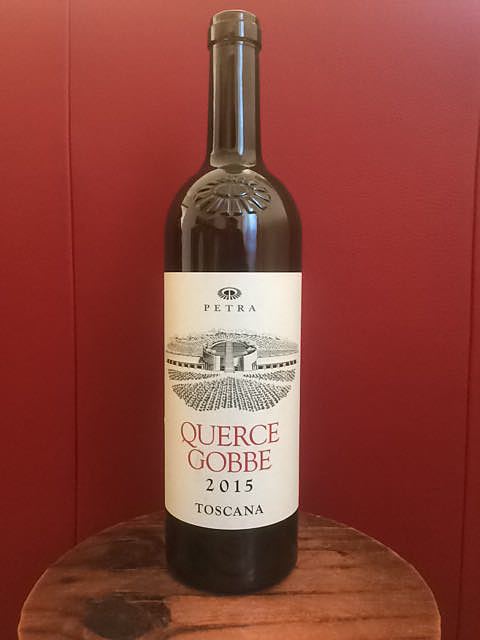 PETRA
QUERCE
GOBBE
2015
TOSCANA